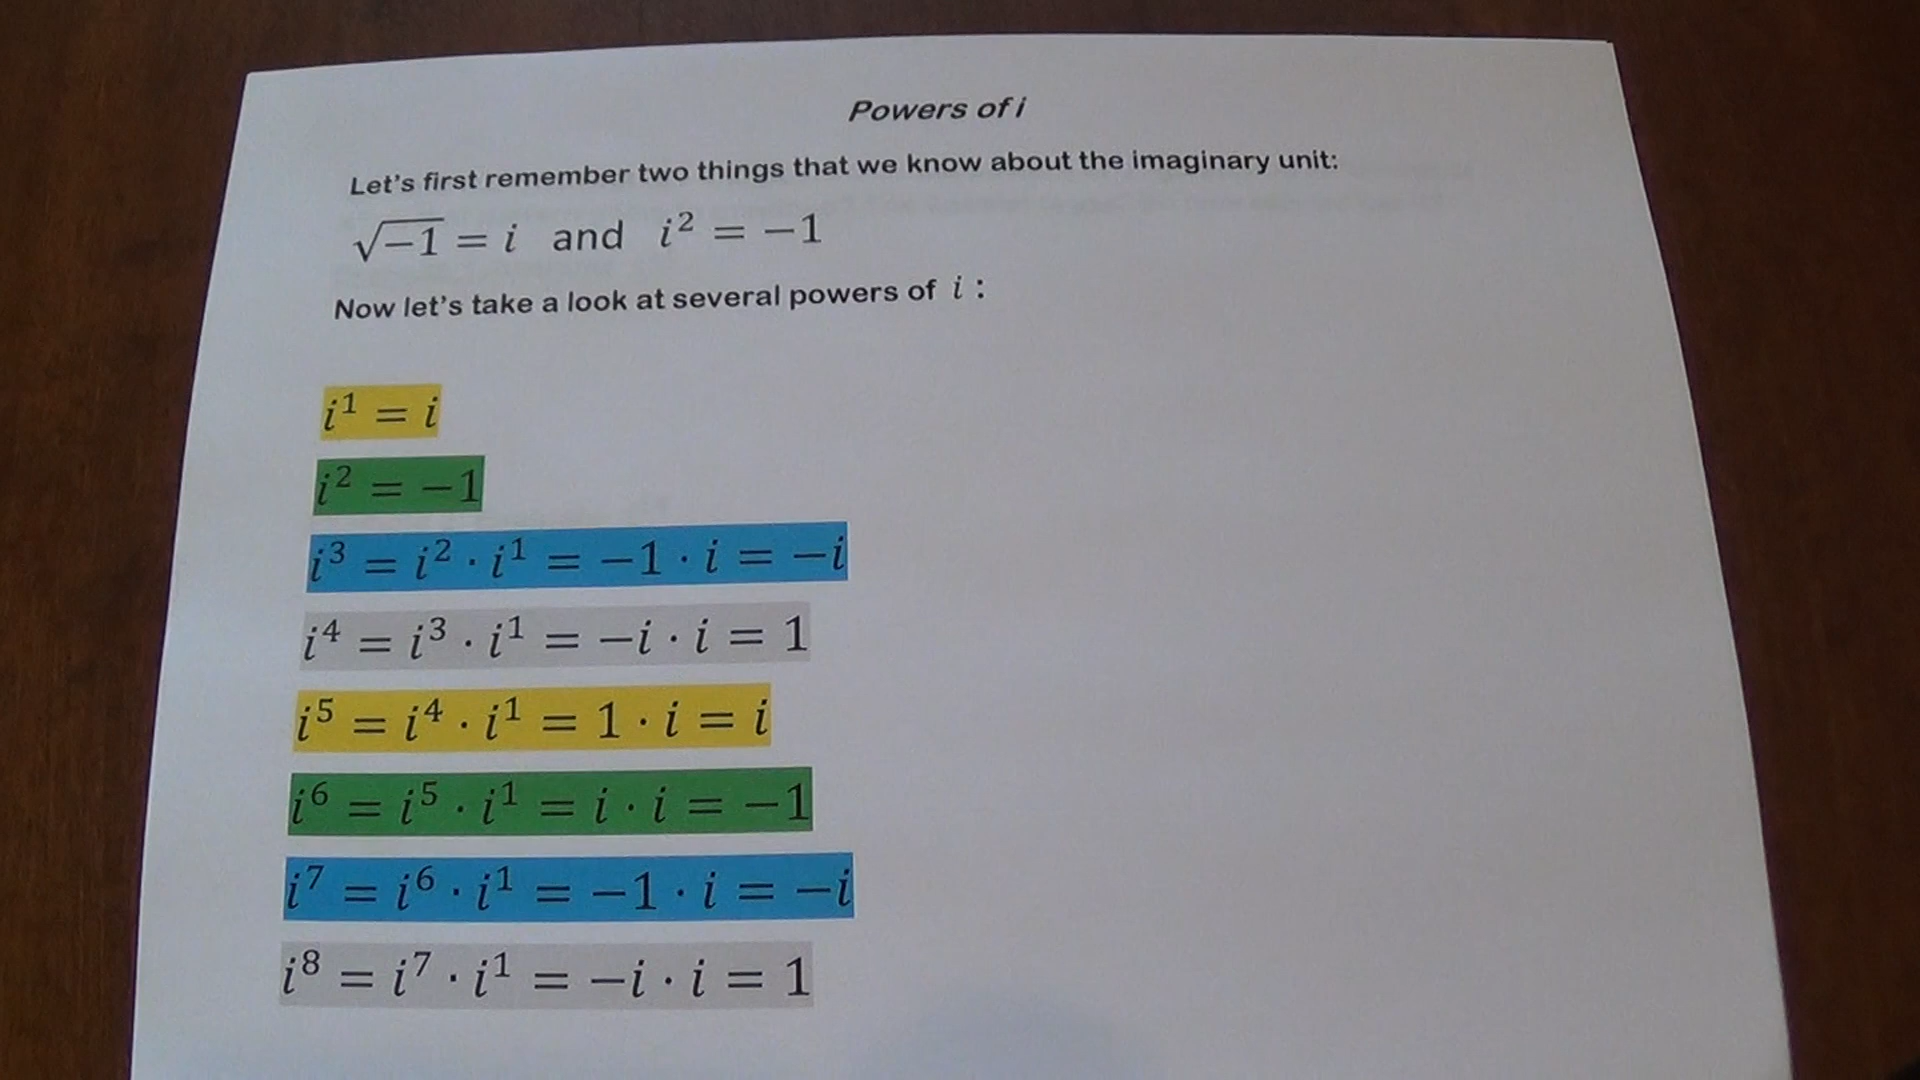 Powers of i
Let's first remember two things that we know about the imaginary unit:
√−1 = i and i² = −1
Now let's take a look at several powers of i :
i¹ = i
i² = −1
i³ = i² · i¹ = −1 · i = −i
i⁴ = i³ · i¹ = −i · i = 1
i⁵ = i⁴ · i¹ = 1 · i = i
i⁶ = i⁵ · i¹ = i · i = −1
i⁷ = i⁶ · i¹ = −1 · i = −i
i⁸ = i⁷ · i¹ = −i · i = 1